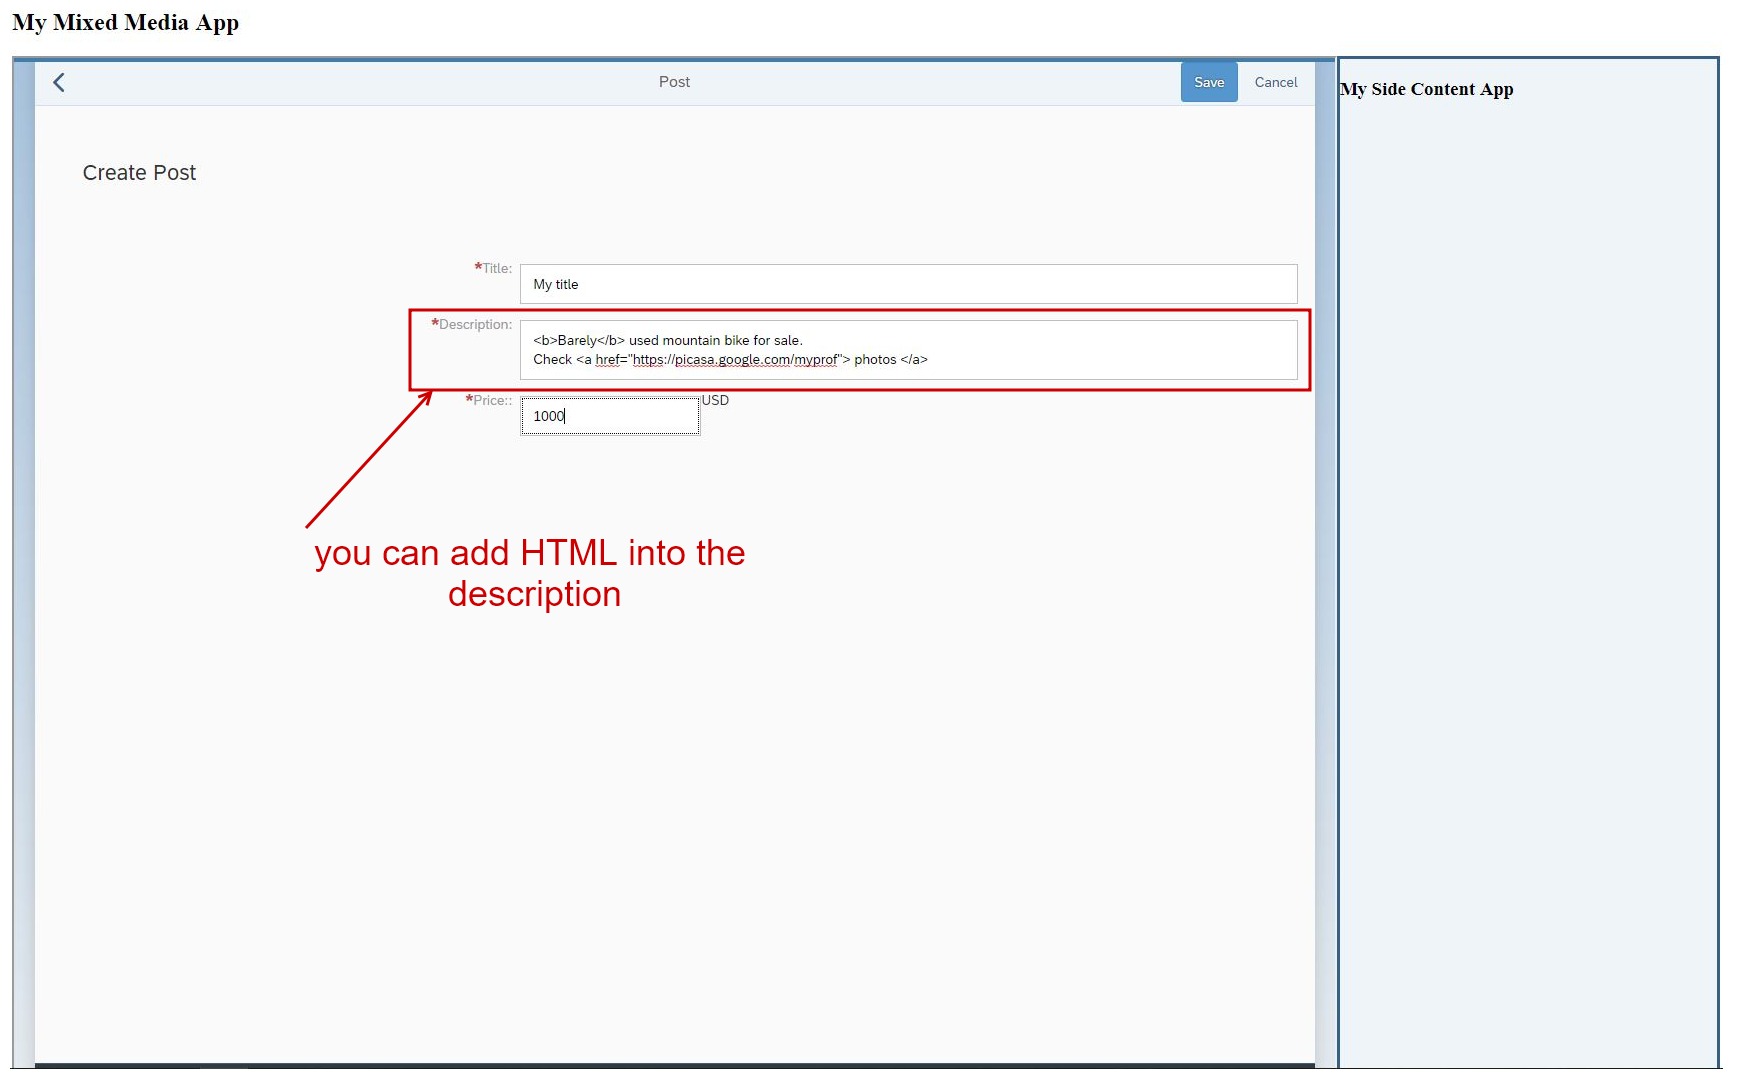 My Mixed Media App
Post
Save
Cancel
My Side Content App
Create Post
*Title:
My title
*Description:
<b>Barely</b> used mountain bike for sale.
Check <a href="https://picasa.google.com/myprof"> photos </a>
*Price::
1000
USD
you can add HTML into the
description